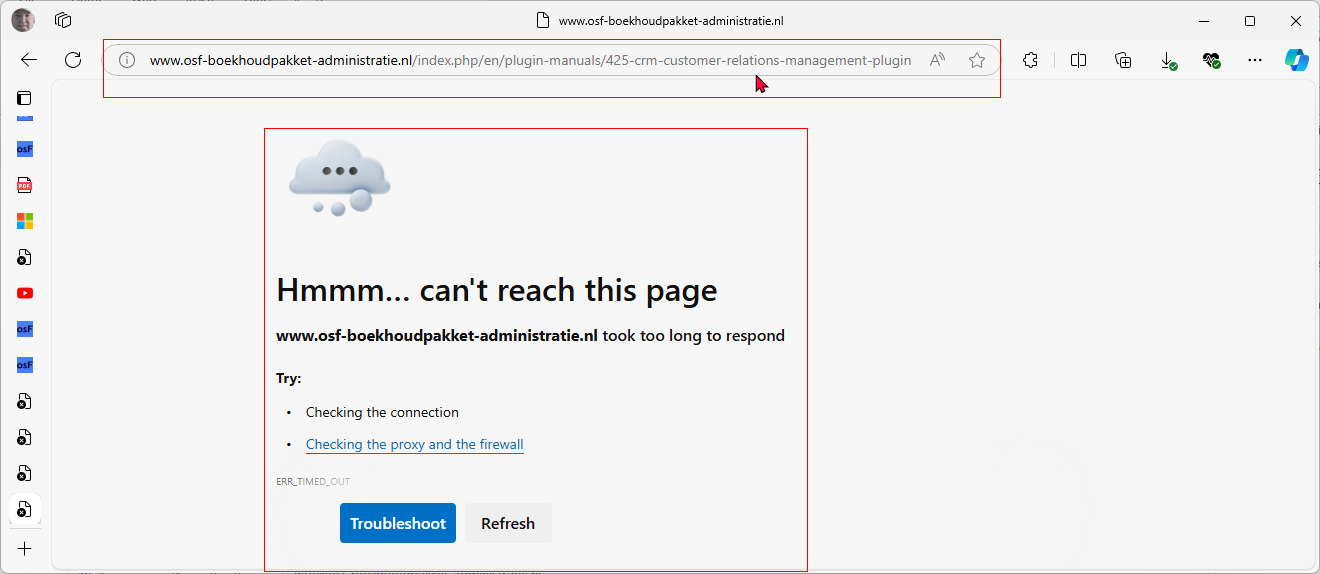 www.osf-boekhoudpakket-administratie.nl
www.osf-boekhoudpakket-administratie.nl/index.php/en/plugin-manuals/425-crm-customer-relations-management-plugin
osF
PDF
Hmmm... can't reach this page
www.osf-boekhoudpakket-administratie.nl took too long to respond
osF
Try:
osF
• Checking the connection
• Checking the proxy and the firewall
ERR_TIMED_OUT
Troubleshoot Refresh